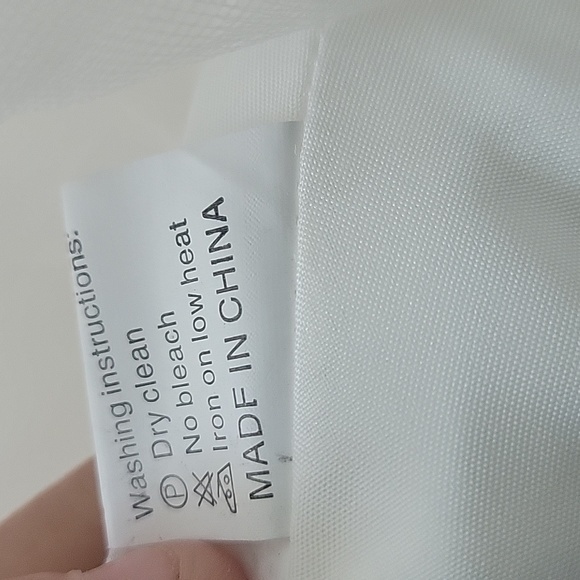 Washing instructions:
Ⓟ Dry clean
No bleach
Iron on low heat
MADE IN CHINA